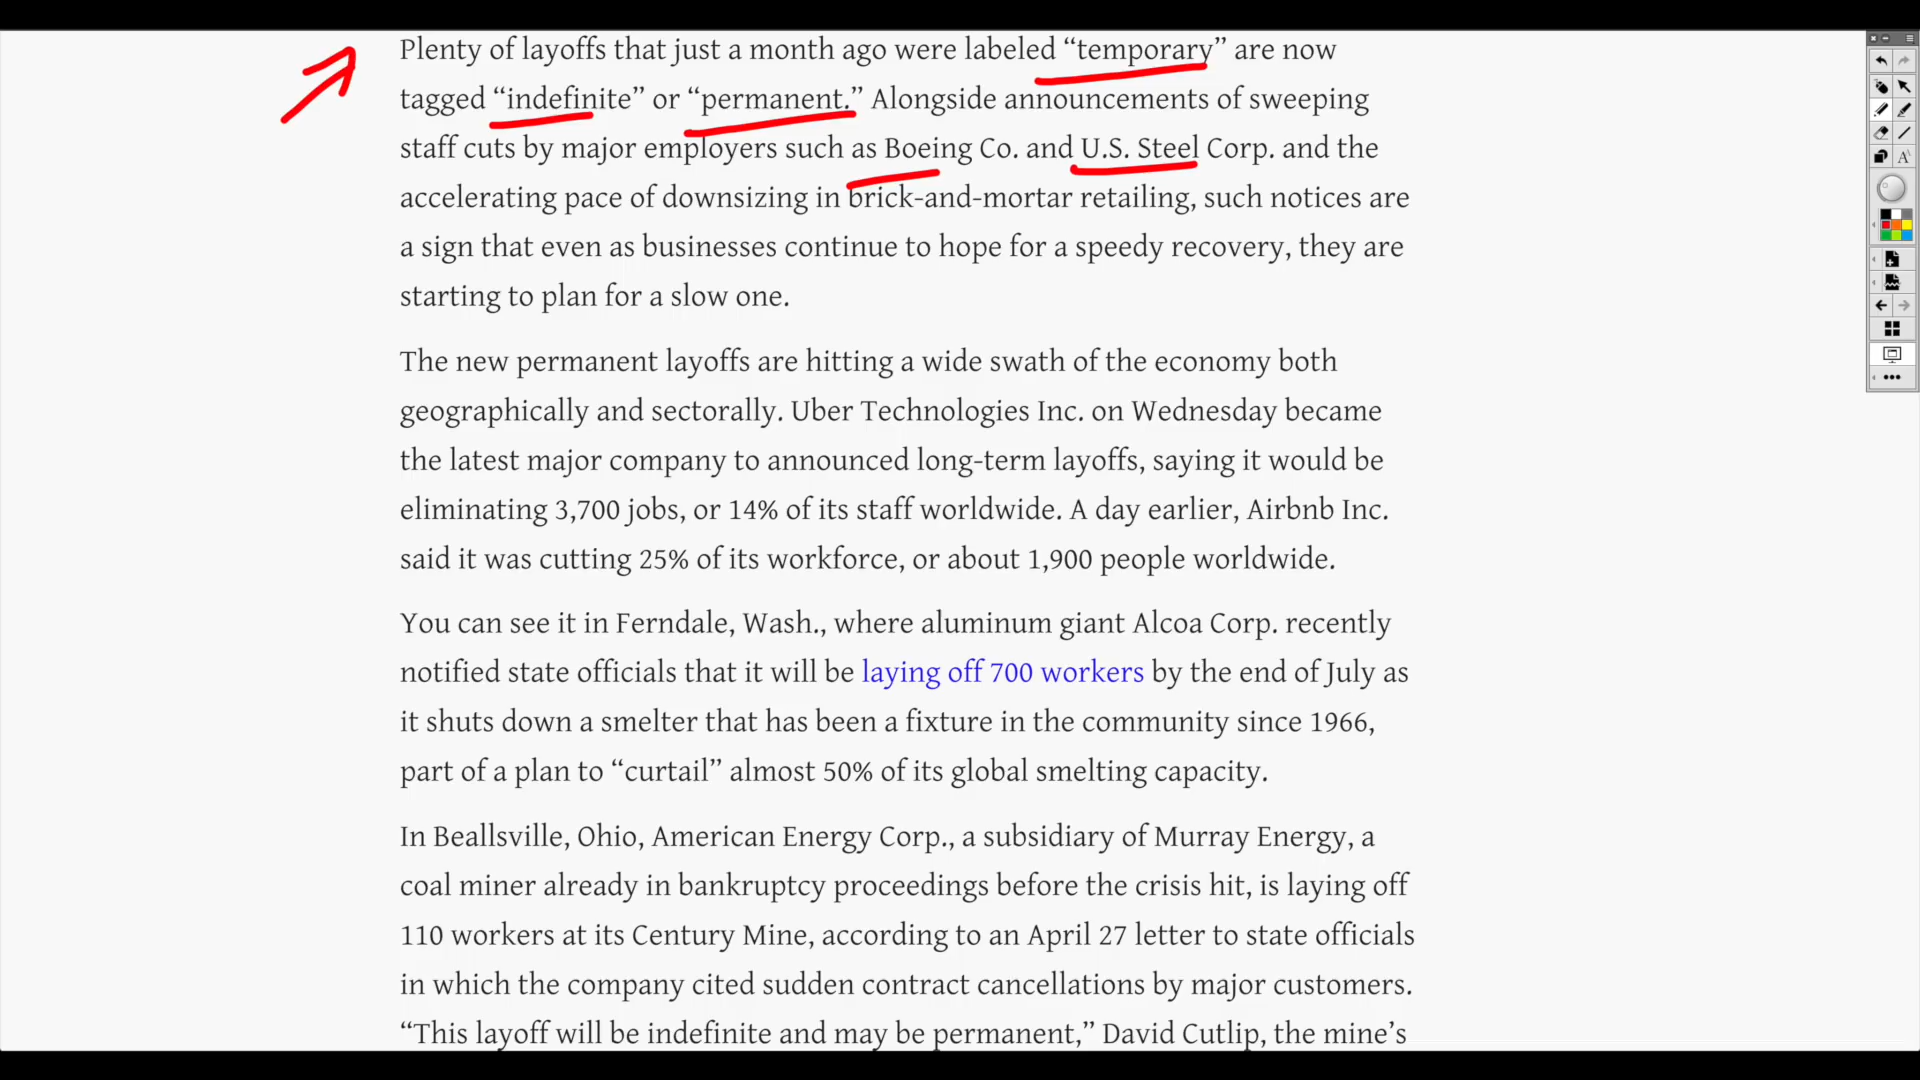 Plenty of layoffs that just a month ago were labeled “temporary” are now
tagged “indefinite” or “permanent.” Alongside announcements of sweeping
staff cuts by major employers such as Boeing Co. and U.S. Steel Corp. and the
accelerating pace of downsizing in brick-and-mortar retailing, such notices are
a sign that even as businesses continue to hope for a speedy recovery, they are
starting to plan for a slow one.
The new permanent layoffs are hitting a wide swath of the economy both
geographically and sectorally. Uber Technologies Inc. on Wednesday became
the latest major company to announced long-term layoffs, saying it would be
eliminating 3,700 jobs, or 14% of its staff worldwide. A day earlier, Airbnb Inc.
said it was cutting 25% of its workforce, or about 1,900 people worldwide.
You can see it in Ferndale, Wash., where aluminum giant Alcoa Corp. recently
notified state officials that it will be laying off 700 workers by the end of July as
it shuts down a smelter that has been a fixture in the community since 1966,
part of a plan to “curtail” almost 50% of its global smelting capacity.
In Beallsville, Ohio, American Energy Corp., a subsidiary of Murray Energy, a
coal miner already in bankruptcy proceedings before the crisis hit, is laying off
110 workers at its Century Mine, according to an April 27 letter to state officials
in which the company cited sudden contract cancellations by major customers.
“This layoff will be indefinite and may be permanent,” David Cutlip, the mine’s